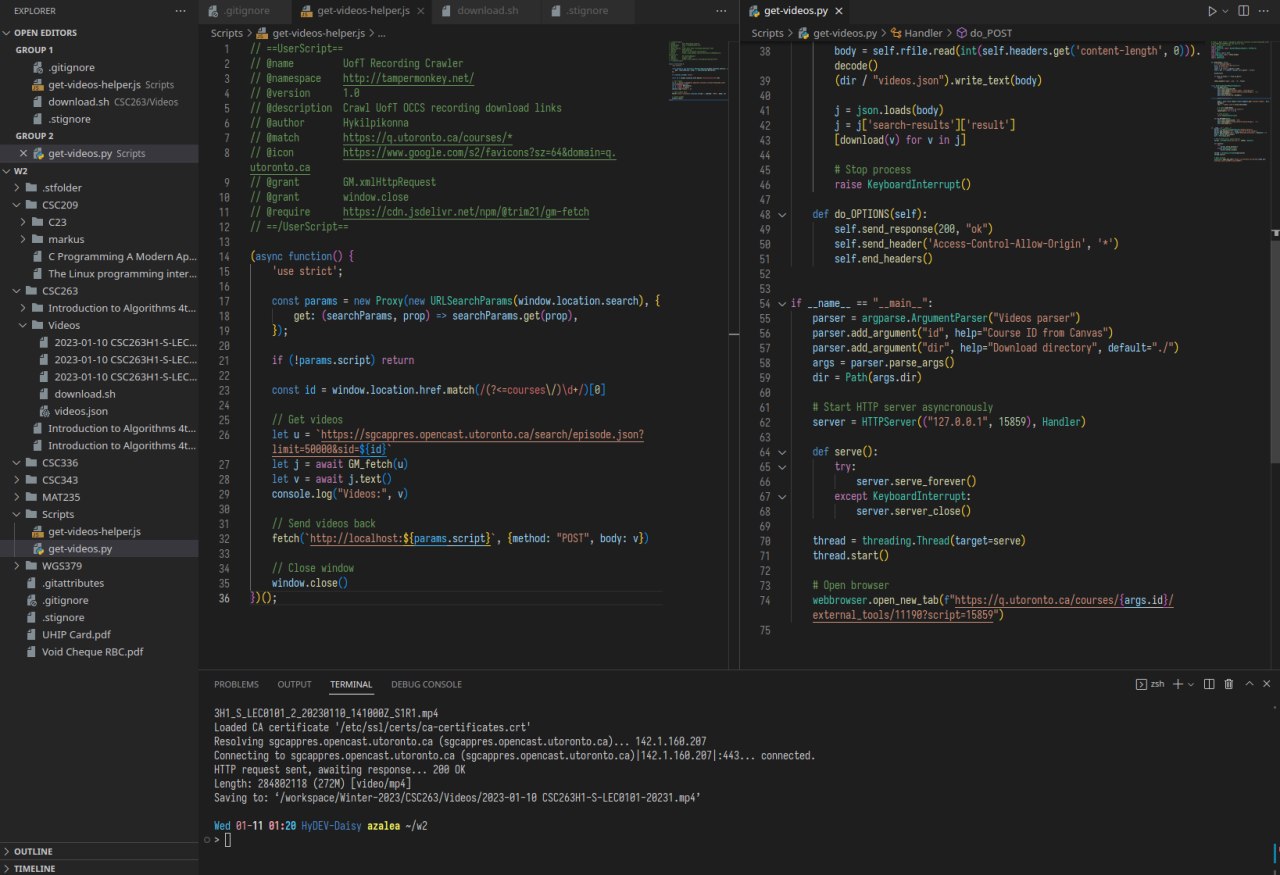 EXPLORER
OPEN EDITORS
GROUP 1
.gitignore
get-videos-helper.js Scripts
download.sh CSC263/Videos
.stignore
GROUP 2
get-videos.py Scripts
W2
.stfolder
CSC209
C23
markus
C Programming A Modern Ap...
The Linux programming inter...
CSC263
Introduction to Algorithms 4t...
Videos
2023-01-10 CSC263H1-S-LEC...
2023-01-10 CSC263H1-S-LEC...
2023-01-10 CSC263H1-S-LEC...
download.sh
videos.json
Introduction to Algorithms 4t...
Introduction to Algorithms 4t...
CSC336
CSC343
MAT235
Scripts
get-videos-helper.js
get-videos.py
WGS379
.gitattributes
.gitignore
.stignore
UHIP Card.pdf
Void Cheque RBC.pdf
OUTLINE
TIMELINE
.gitignore
get-videos-helper.js
download.sh
.stignore
Scripts > get-videos-helper.js > ...
1 // ==UserScript==
2 // @name UofT Recording Crawler
3 // @namespace http://tampermonkey.net/
4 // @version 1.0
5 // @description Crawl UofT OCCS recording download links
6 // @author Hykilpikonna
7 // @match https://q.utoronto.ca/courses/*
8 // @icon https://www.google.com/s2/favicons?sz=64&domain=q.
utoronto.ca
9 // @grant GM.xmlHttpRequest
10 // @grant window.close
11 // @require https://cdn.jsdelivr.net/npm/@trim21/gm-fetch
12 // ==/UserScript==
13
14 (async function() {
15 'use strict';
16
17 const params = new Proxy(new URLSearchParams(window.location.search), {
18 get: (searchParams, prop) => searchParams.get(prop),
19 });
20
21 if (!params.script) return
22
23 const id = window.location.href.match(/(?<=courses\/)\d+/)[0]
24
25 // Get videos
26 let u = `https://sgcappres.opencast.utoronto.ca/search/episode.json?
limit=50000&sid=${id}`
27 let j = await GM_fetch(u)
28 let v = await j.text()
29 console.log("Videos:", v)
30
31 // Send videos back
32 fetch(`http://localhost:${params.script}`, {method: "POST", body: v})
33
34 // Close window
35 window.close()
36 })();
get-videos.py
Scripts > get-videos.py > Handler > do_POST
38 body = self.rfile.read(int(self.headers.get('content-length', 0))).
decode()
39 (dir / "videos.json").write_text(body)
40
41 j = json.loads(body)
42 j = j['search-results']['result']
43 [download(v) for v in j]
44
45 # Stop process
46 raise KeyboardInterrupt()
47
48 def do_OPTIONS(self):
49 self.send_response(200, "ok")
50 self.send_header('Access-Control-Allow-Origin', '*')
51 self.end_headers()
52
53
54 if __name__ == "__main__":
55 parser = argparse.ArgumentParser("Videos parser")
56 parser.add_argument("id", help="Course ID from Canvas")
57 parser.add_argument("dir", help="Download directory", default="./")
58 args = parser.parse_args()
59 dir = Path(args.dir)
60
61 # Start HTTP server asyncronously
62 server = HTTPServer(("127.0.0.1", 15859), Handler)
63
64 def serve():
65 try:
66 server.serve_forever()
67 except KeyboardInterrupt:
68 server.server_close()
69
70 thread = threading.Thread(target=serve)
71 thread.start()
72
73 # Open browser
74 webbrowser.open_new_tab(f"https://q.utoronto.ca/courses/{args.id}/
external_tools/11190?script=15859")
75
PROBLEMS OUTPUT TERMINAL DEBUG CONSOLE
zsh
3H1_S_LEC0101_2_20230110_141000Z_S1R1.mp4
Loaded CA certificate '/etc/ssl/certs/ca-certificates.crt'
Resolving sgcappres.opencast.utoronto.ca (sgcappres.opencast.utoronto.ca)... 142.1.160.207
Connecting to sgcappres.opencast.utoronto.ca (sgcappres.opencast.utoronto.ca)|142.1.160.207|:443... connected.
HTTP request sent, awaiting response... 200 OK
Length: 284802118 (272M) [video/mp4]
Saving to: ‘/workspace/Winter-2023/CSC263/Videos/2023-01-10 CSC263H1-S-LEC0101-20231.mp4’
Wed 01-11 01:20 HyDEV-Daisy azalea ~/w2
>